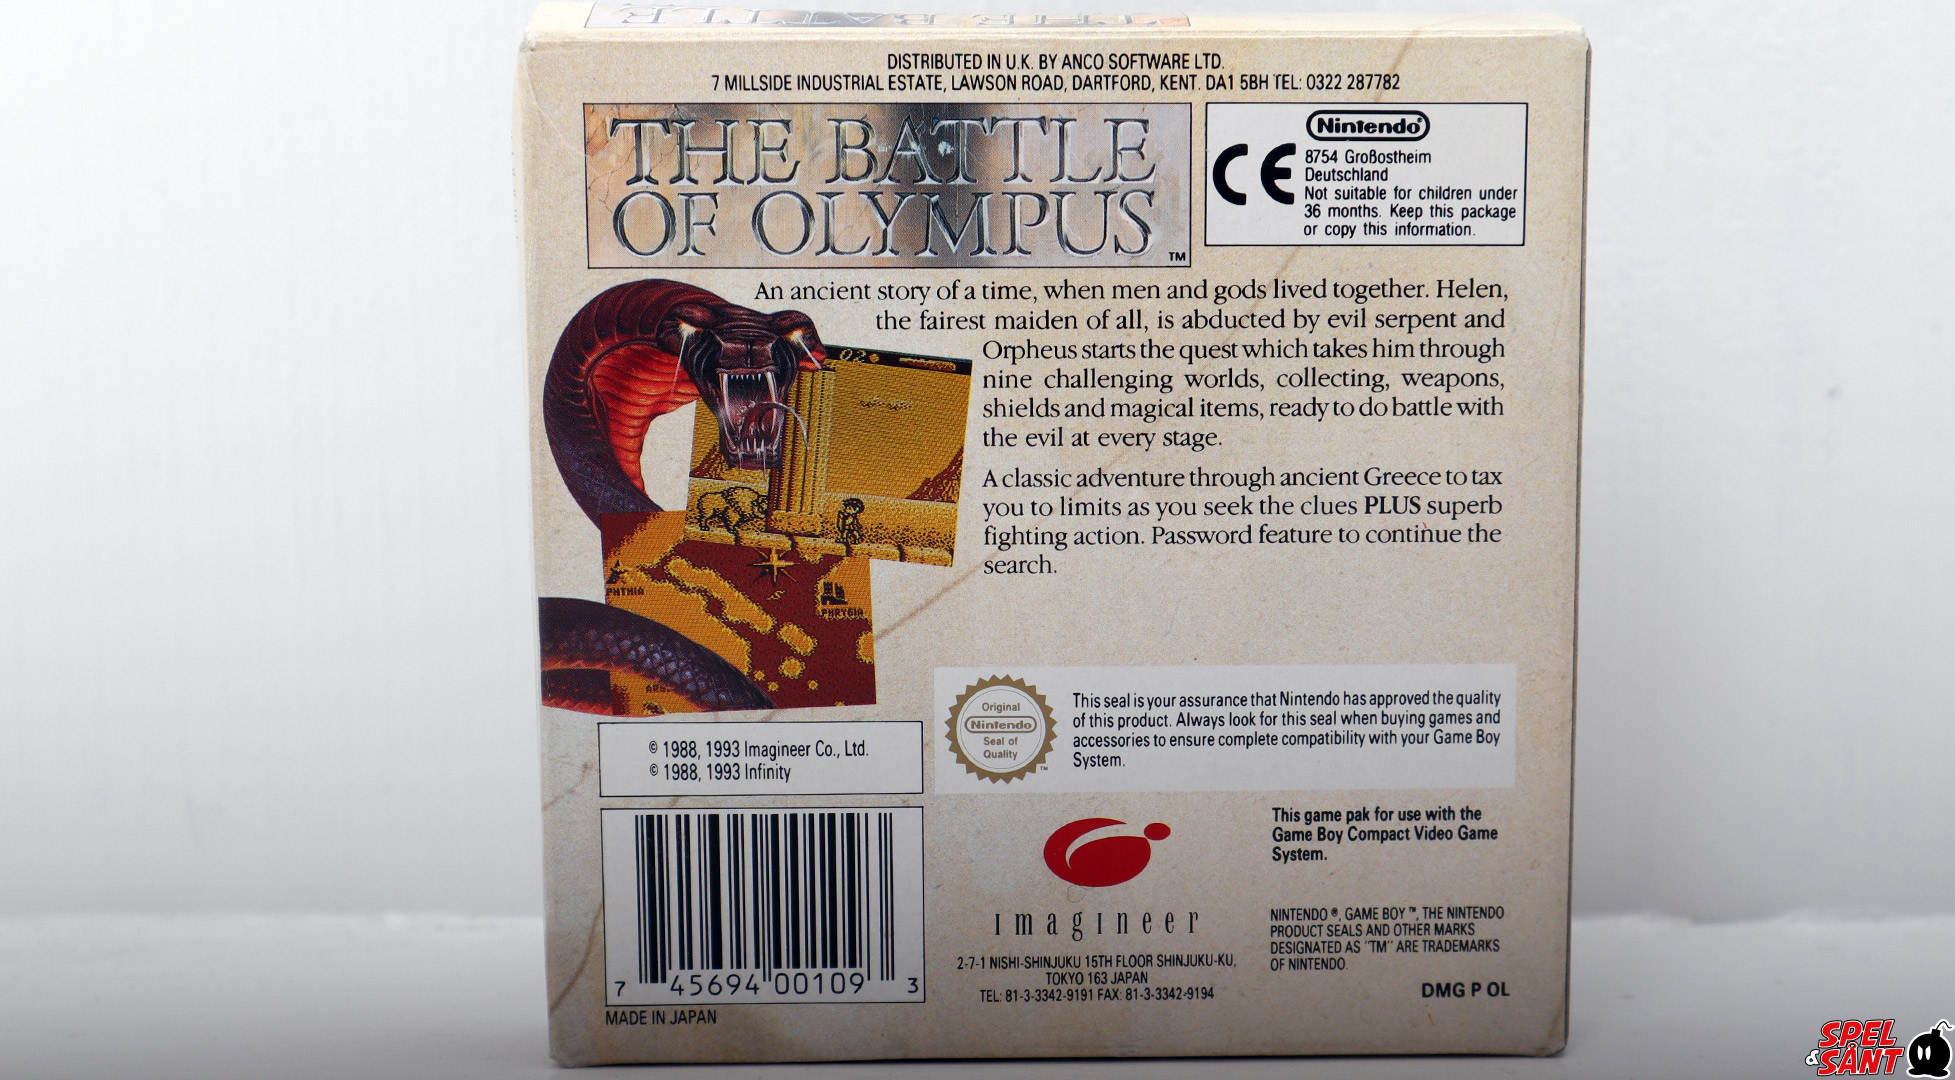 THE BATTLE
DISTRIBUTED IN U.K. BY ANCO SOFTWARE LTD.
7 MILLSIDE INDUSTRIAL ESTATE, LAWSON ROAD, DARTFORD, KENT. DA1 5BH TEL: 0322 287782
THE BATTLE
OF OLYMPUS
TM
Nintendo®
CE
8754 Großostheim
Deutschland
Not suitable for children under
36 months. Keep this package
or copy this information.
An ancient story of a time, when men and gods lived together. Helen,
the fairest maiden of all, is abducted by evil serpent and
Orpheus starts the quest which takes him through
nine challenging worlds, collecting, weapons,
shields and magical items, ready to do battle with
the evil at every stage.
A classic adventure through ancient Greece to tax
you to limits as you seek the clues PLUS superb
fighting action. Password feature to continue the
search.
02
PHTHIA
PHRYGIA
S
© 1988, 1993 Imagineer Co., Ltd.
© 1988, 1993 Infinity
Original
Nintendo
Seal of
Quality
TM
This seal is your assurance that Nintendo has approved the quality
of this product. Always look for this seal when buying games and
accessories to ensure complete compatibility with your Game Boy
System.
7 45694 00109 3
MADE IN JAPAN
imagineer
2-7-1 NISHI-SHINJUKU 15TH FLOOR SHINJUKU-KU,
TOKYO 163 JAPAN
TEL: 81-3-3342-9191 FAX: 81-3-3342-9194
This game pak for use with the
Game Boy Compact Video Game
System.
NINTENDO ®, GAME BOY ™, THE NINTENDO
PRODUCT SEALS AND OTHER MARKS
DESIGNATED AS "TM" ARE TRADEMARKS
OF NINTENDO.
DMG P OL
SPEL
&SÅNT